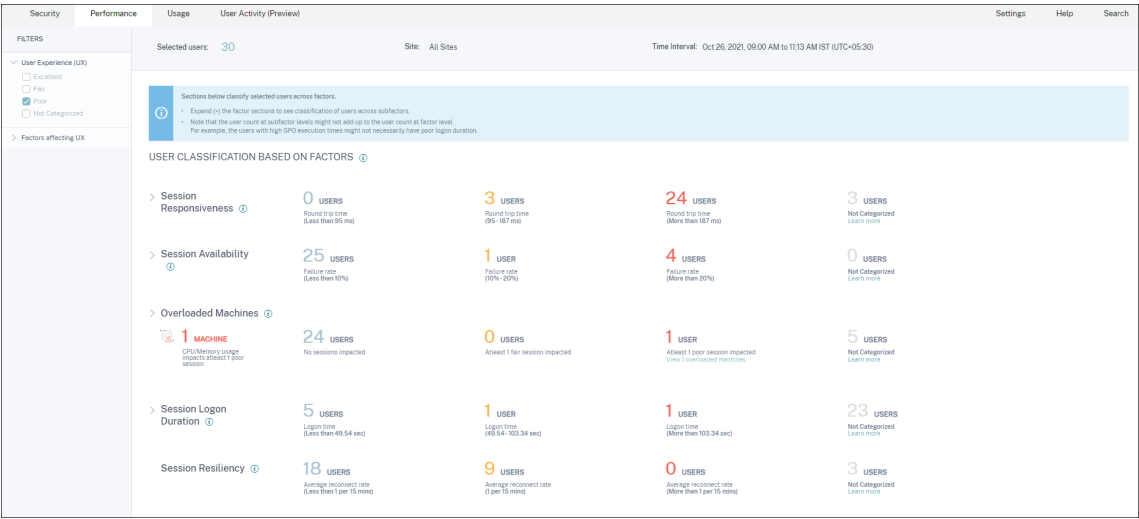 Security Performance Usage User Activity (Preview) Settings Help Search
FILTERS
User Experience (UX)
Excellent
Fair
Poor
Not Categorized
Factors affecting UX
Selected users: 30 Site: All Sites Time Interval: Oct 26, 2021, 09:00 AM to 11:13 AM IST (UTC+05:30)
Sections below classify selected users across factors.
• Expand (+) the factor sections to see classification of users across subfactors.
• Note that the user count at subfactor levels might not add up to the user count at factor level.
For example, the users with high GPO execution times might not necessarily have poor logon duration.
USER CLASSIFICATION BASED ON FACTORS
Session
Responsiveness
0 USERS
Round trip time
(Less than 95 ms)
3 USERS
Round trip time
(95 - 187 ms)
24 USERS
Round trip time
(More than 187 ms)
3 USERS
Not Categorized
Learn more
Session Availability
25 USERS
Failure rate
(Less than 10%)
1 USER
Failure rate
(10% - 20%)
4 USERS
Failure rate
(More than 20%)
0 USERS
Not Categorized
Learn more
Overloaded Machines
1 MACHINE
CPU/Memory usage
impacts atleast 1 poor
session
24 USERS
No sessions impacted
0 USERS
Atleast 1 fair session impacted
1 USER
Atleast 1 poor session impacted
View 1 overloaded machines
5 USERS
Not Categorized
Learn more
Session Logon
Duration
5 USERS
Logon time
(Less than 49.54 sec)
1 USER
Logon time
(49.54 - 103.34 sec)
1 USER
Logon time
(More than 103.34 sec)
23 USERS
Not Categorized
Learn more
Session Resiliency
18 USERS
Average reconnect rate
(Less than 1 per 15 mins)
9 USERS
Average reconnect rate
(1 per 15 mins)
0 USERS
Average reconnect rate
(More than 1 per 15 mins)
3 USERS
Not Categorized
Learn more